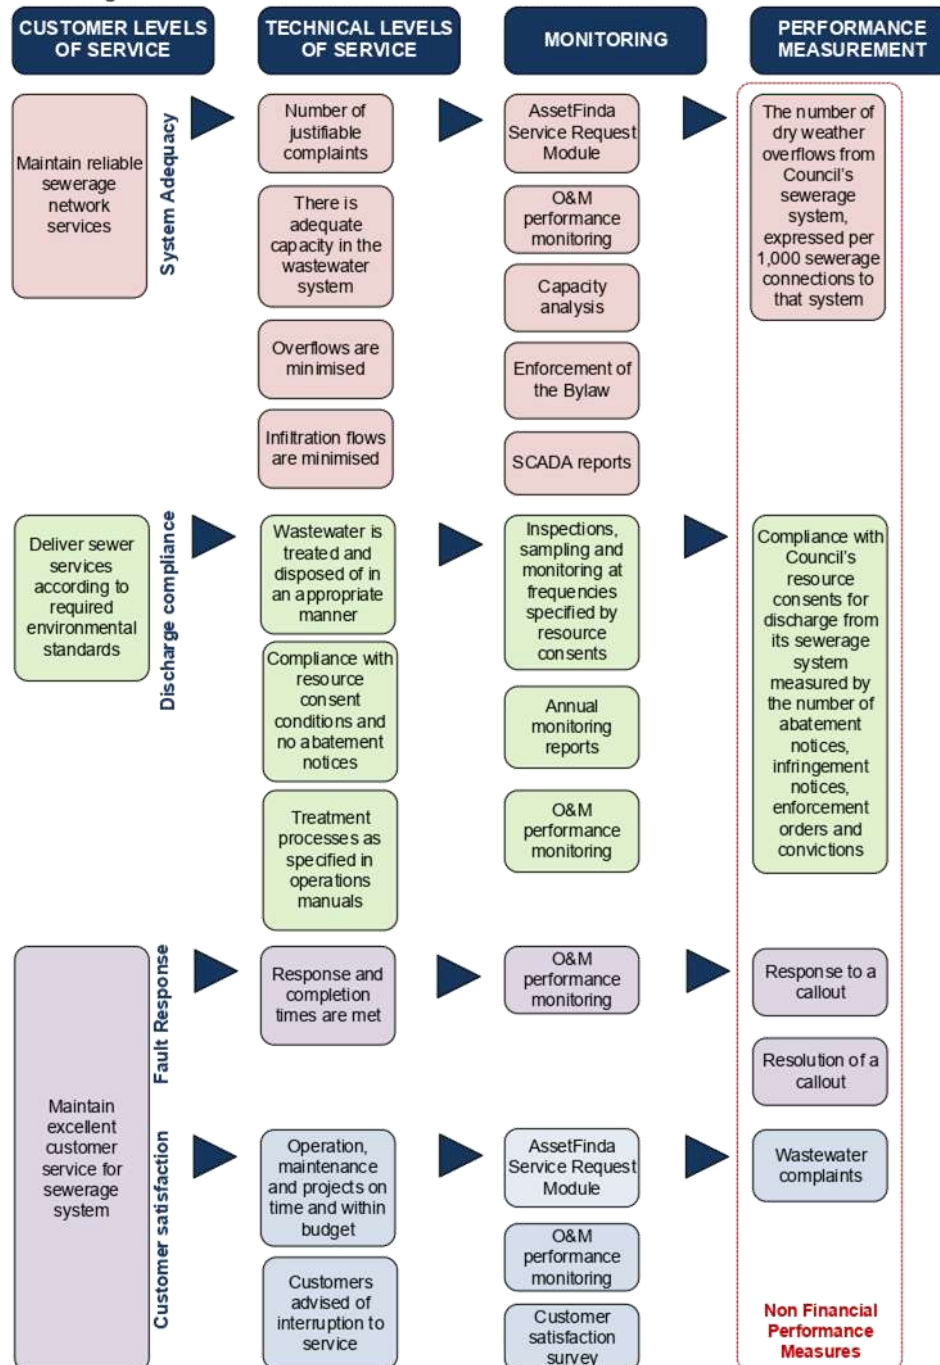 CUSTOMER LEVELS
OF SERVICE
TECHNICAL LEVELS
OF SERVICE
MONITORING
PERFORMANCE
MEASUREMENT
Maintain reliable
sewerage
network
services
System Adequacy
Number of
justifiable
complaints
There is
adequate
capacity in the
wastewater
system
Overflows are
minimised
Infiltration flows
are minimised
AssetFinda
Service Request
Module
O&M
performance
monitoring
Capacity
analysis
Enforcement of
the Bylaw
SCADA reports
The number of
dry weather
overflows from
Council's
sewerage
system,
expressed per
1,000 sewerage
connections to
that system
Deliver sewer
services
according to
required
environmental
standards
Discharge compliance
Wastewater is
treated and
disposed of in
an appropriate
manner
Compliance with
resource
consent
conditions and
no abatement
notices
Treatment
processes as
specified in
operations
manuals
Inspections,
sampling and
monitoring at
frequencies
specified by
resource
consents
Annual
monitoring
reports
O&M
performance
monitoring
Compliance with
Council's
resource
consents for
discharge from
its sewerage
system
measured by
the number of
abatement
notices,
infringement
notices,
enforcement
orders and
convictions
Maintain
excellent
customer
service for
sewerage
system
Fault Response
Response and
completion
times are met
O&M
performance
monitoring
Response to a
callout
Resolution of a
callout
Customer satisfaction
Operation,
maintenance
and projects on
time and within
budget
Customers
advised of
interruption to
service
AssetFinda
Service Request
Module
O&M
performance
monitoring
Customer
satisfaction
survey
Wastewater
complaints
Non Financial
Performance
Measures